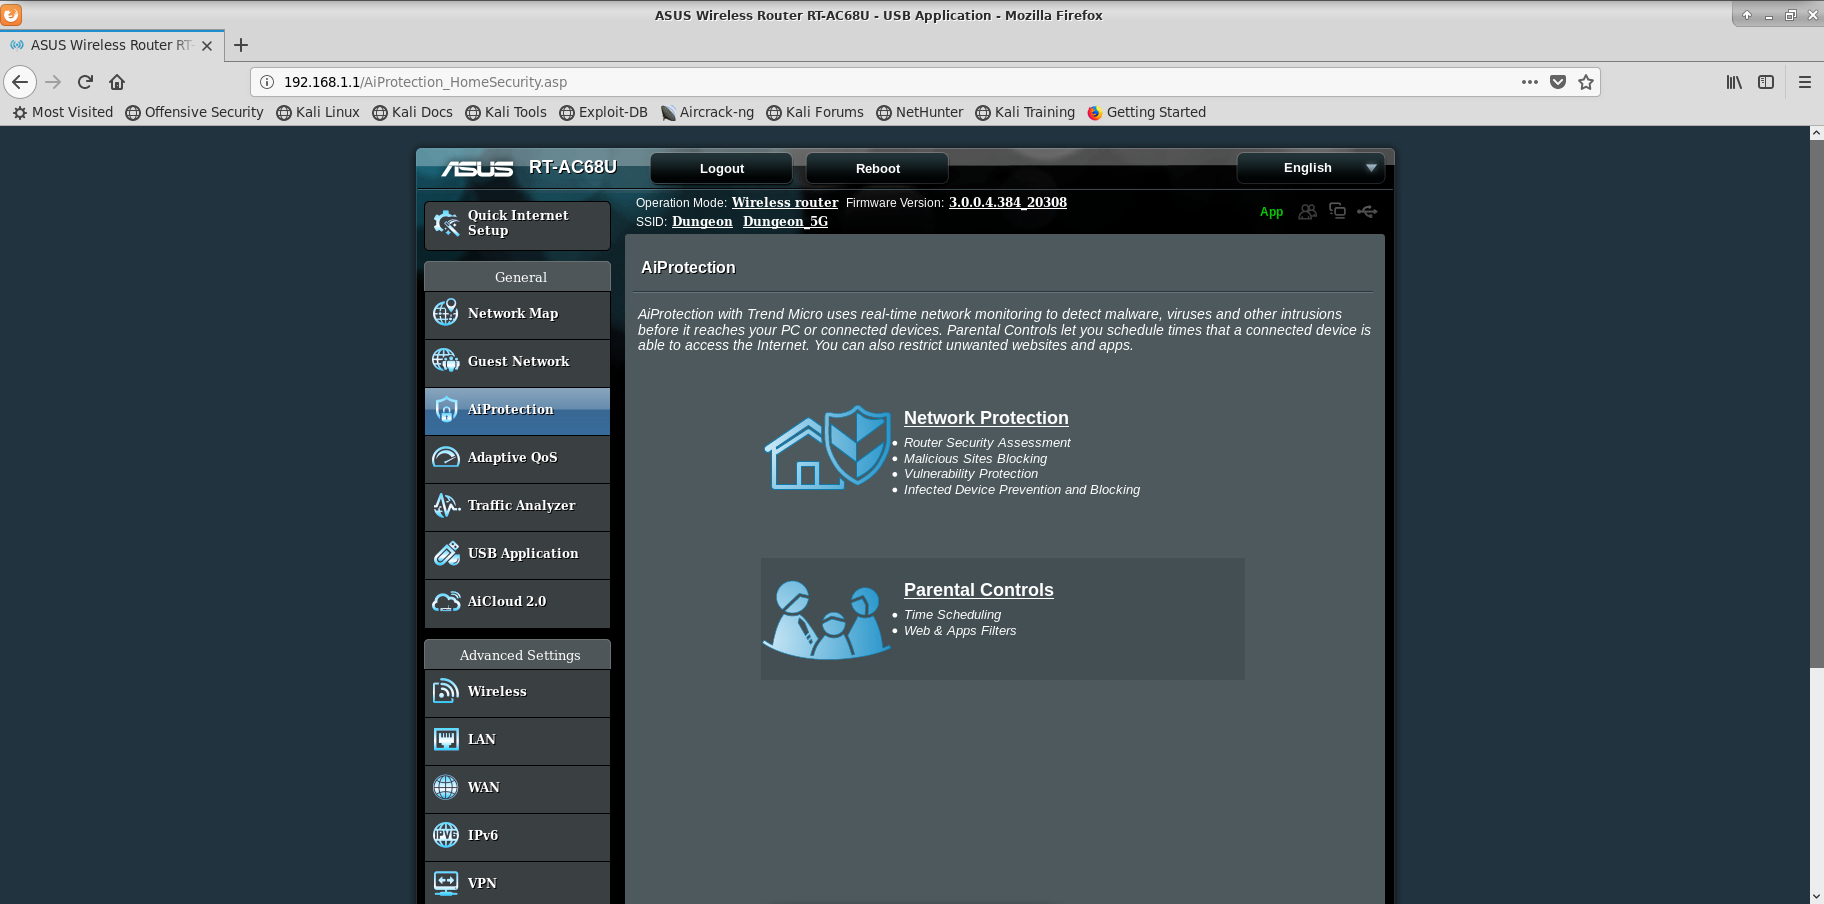 ASUS Wireless Router RT-AC68U - USB Application - Mozilla Firefox
ASUS Wireless Router RT-
192.168.1.1/AiProtection_HomeSecurity.asp
Most Visited Offensive Security Kali Linux Kali Docs Kali Tools Exploit-DB Aircrack-ng Kali Forums NetHunter Kali Training Getting Started
ASUS RT-AC68U Logout Reboot English
Operation Mode: Wireless router Firmware Version: 3.0.0.4.384_20308
SSID: Dungeon Dungeon_5G
App
Quick Internet
Setup
General
Network Map
Guest Network
AiProtection
Adaptive QoS
Traffic Analyzer
USB Application
AiCloud 2.0
Advanced Settings
Wireless
LAN
WAN
IPV6
IPv6
VPN
AiProtection
AiProtection with Trend Micro uses real-time network monitoring to detect malware, viruses and other intrusions
before it reaches your PC or connected devices. Parental Controls let you schedule times that a connected device is
able to access the Internet. You can also restrict unwanted websites and apps.
Network Protection
• Router Security Assessment
• Malicious Sites Blocking
• Vulnerability Protection
• Infected Device Prevention and Blocking
Parental Controls
• Time Scheduling
• Web & Apps Filters